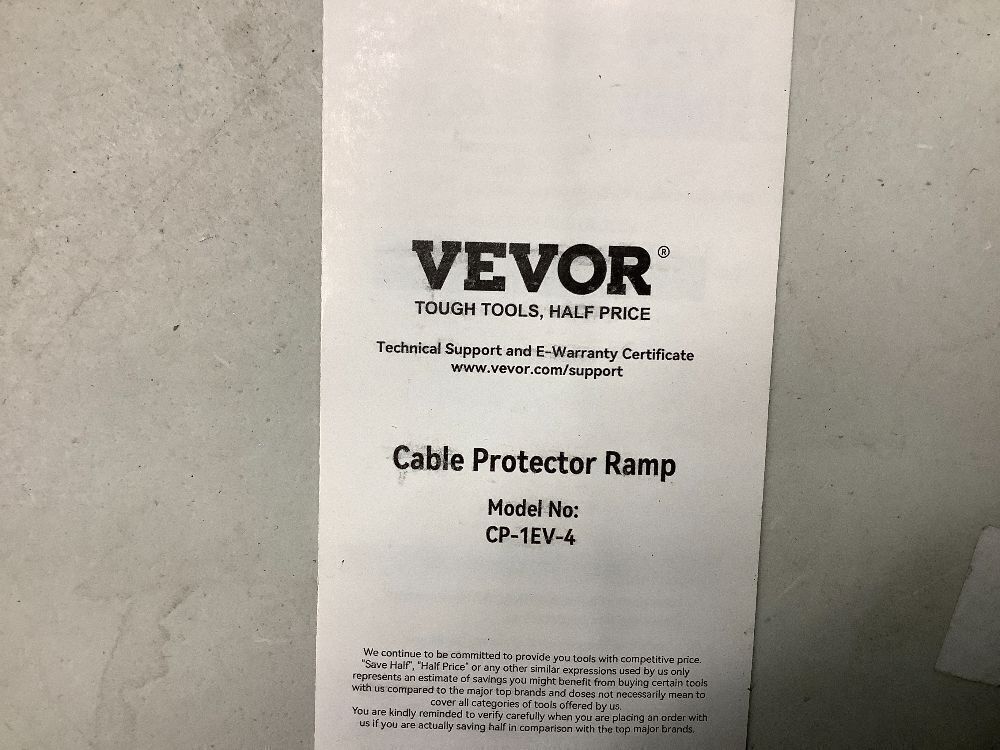 VEVOR®
TOUGH TOOLS, HALF PRICE
Technical Support and E-Warranty Certificate
www.vevor.com/support
Cable Protector Ramp
Model No:
CP-1EV-4
We continue to be committed to provide you tools with competitive price.
"Save Half", "Half Price" or any other similar expressions used by us only
represents an estimate of savings you might benefit from buying certain tools
with us compared to the major top brands and doses not necessarily mean to
cover all categories of tools offered by us.
You are kindly reminded to verify carefully when you are placing an order with
us if you are actually saving half in comparison with the top major brands.